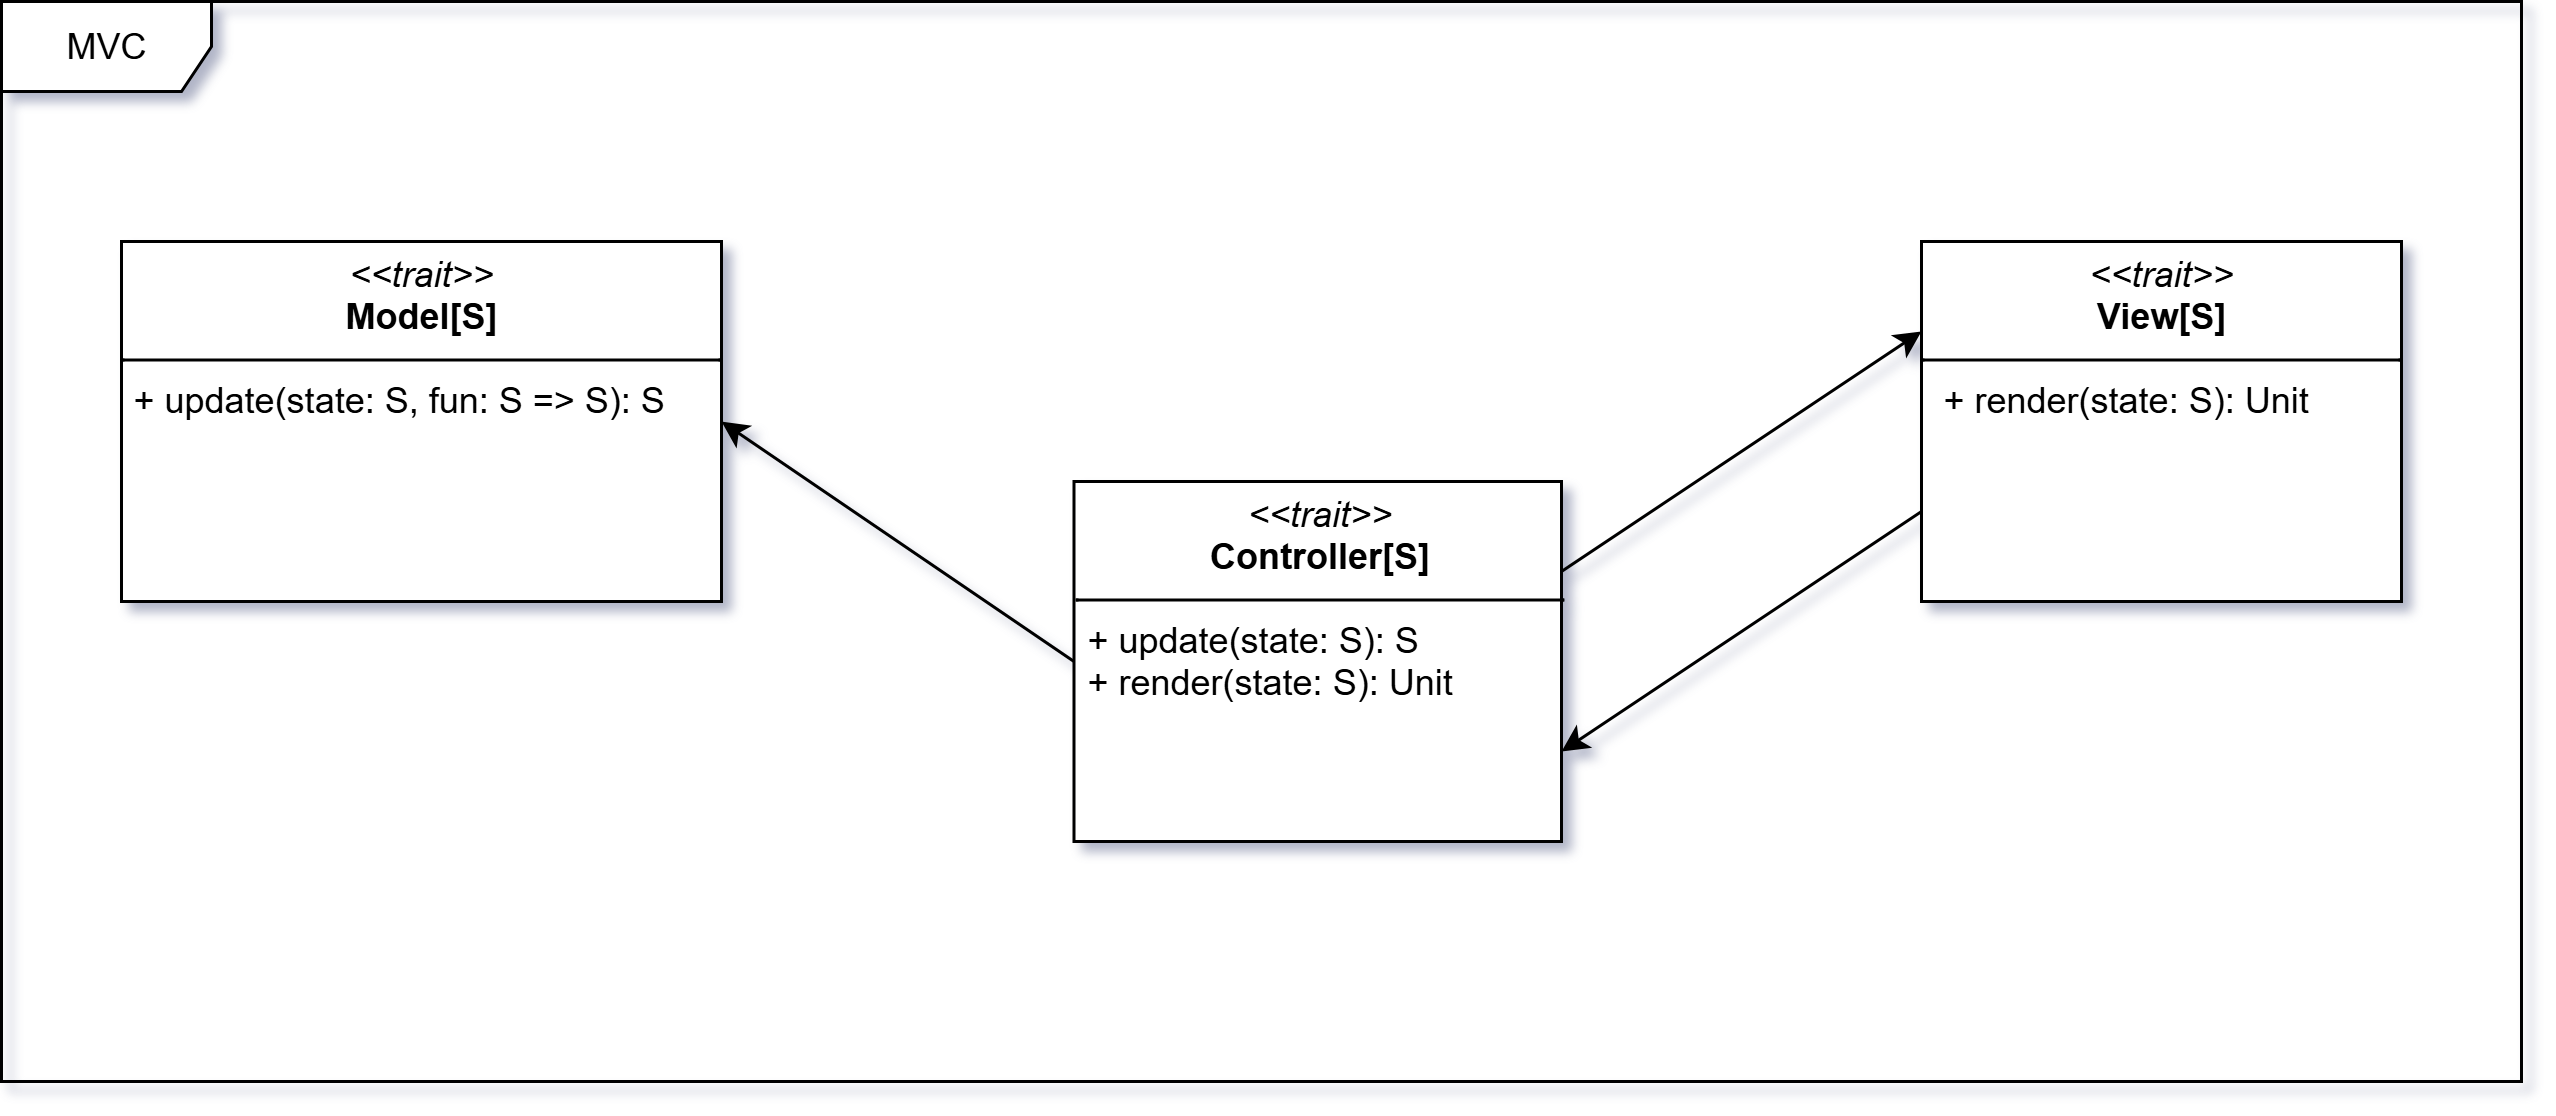 MVC
<<trait>>
Model[S]
+ update(state: S, fun: S => S): S
<<trait>>
Controller[S]
+ update(state: S): S
+ render(state: S): Unit
<<trait>>
View[S]
+ render(state: S): Unit